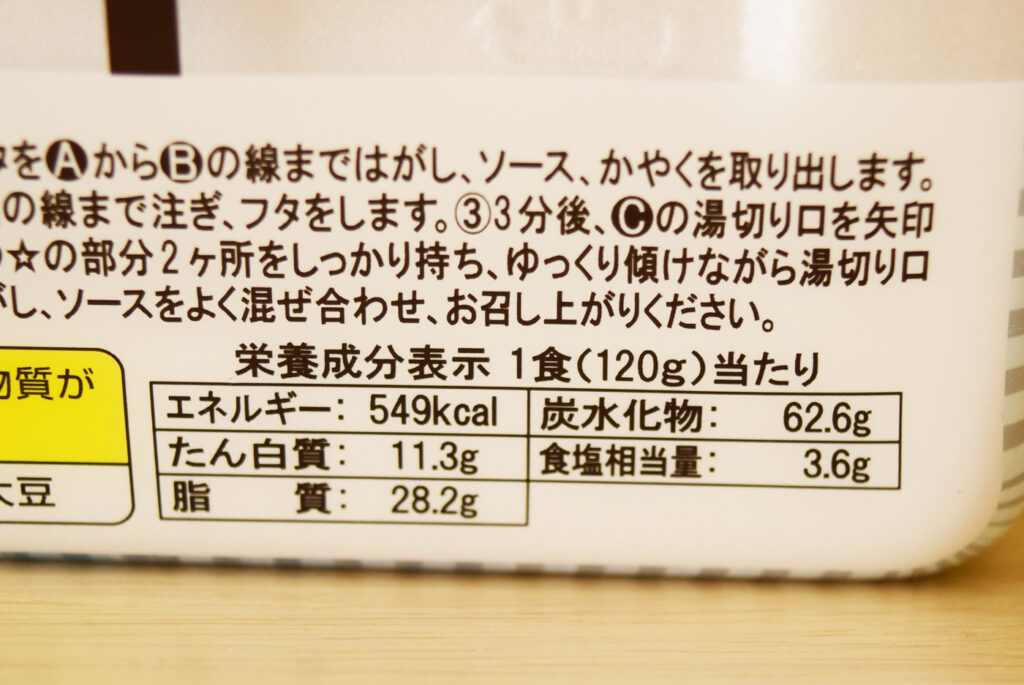 をAからBの線まではがし、ソース、かやくを取り出します。
の線まで注ぎ、フタをします。③3分後、Cの湯切り口を矢印
☆の部分2ヶ所をしっかり持ち、ゆっくり傾けながら湯切り口
がし、ソースをよく混ぜ合わせ、お召し上がりください。
物質が
大豆
栄養成分表示 1食(120g)当たり
エネルギー: 549kcal 炭水化物: 62.6g
たん白質: 11.3g 食塩相当量: 3.6g
脂質: 28.2g